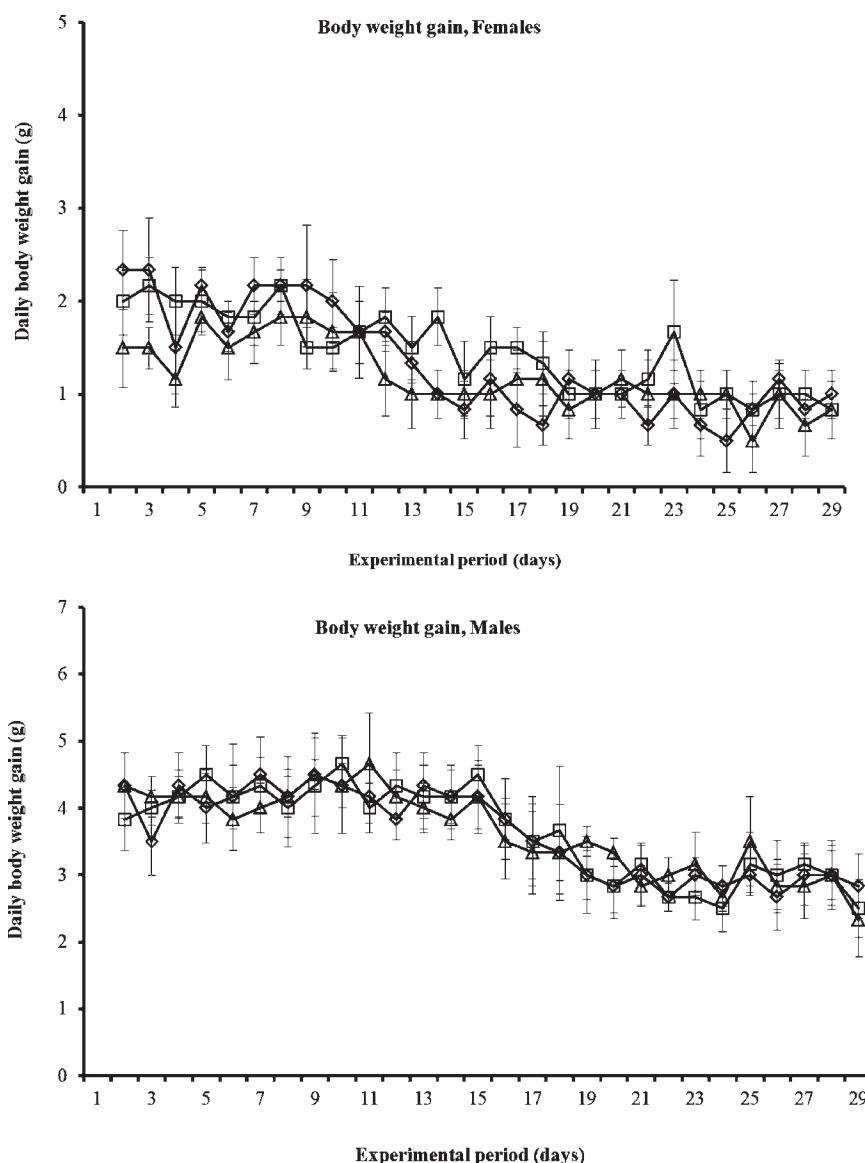 Body weight gain, Females
Daily body weight gain (g)
5
4
3
2
1
0
1 3 5 7 9 11 13 15 17 19 21 23 25 27 29
Experimental period (days)
Body weight gain, Males
Daily body weight gain (g)
7
6
5
4
3
2
1
0
1 3 5 7 9 11 13 15 17 19 21 23 25 27 29
Experimental period (days)